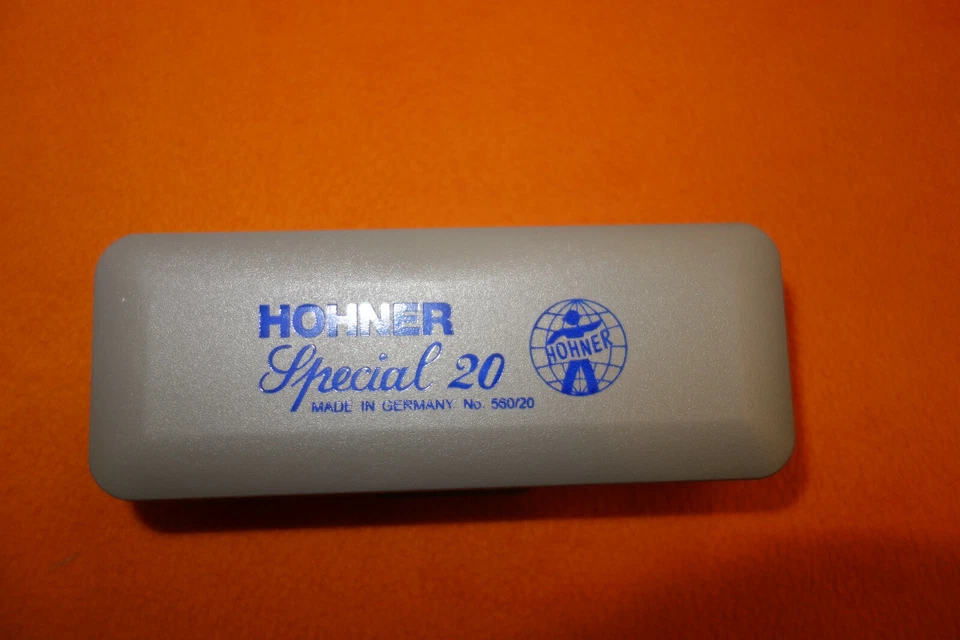 HOHNER
Special 20
MADE IN GERMANY No. 560/20
HOHNER